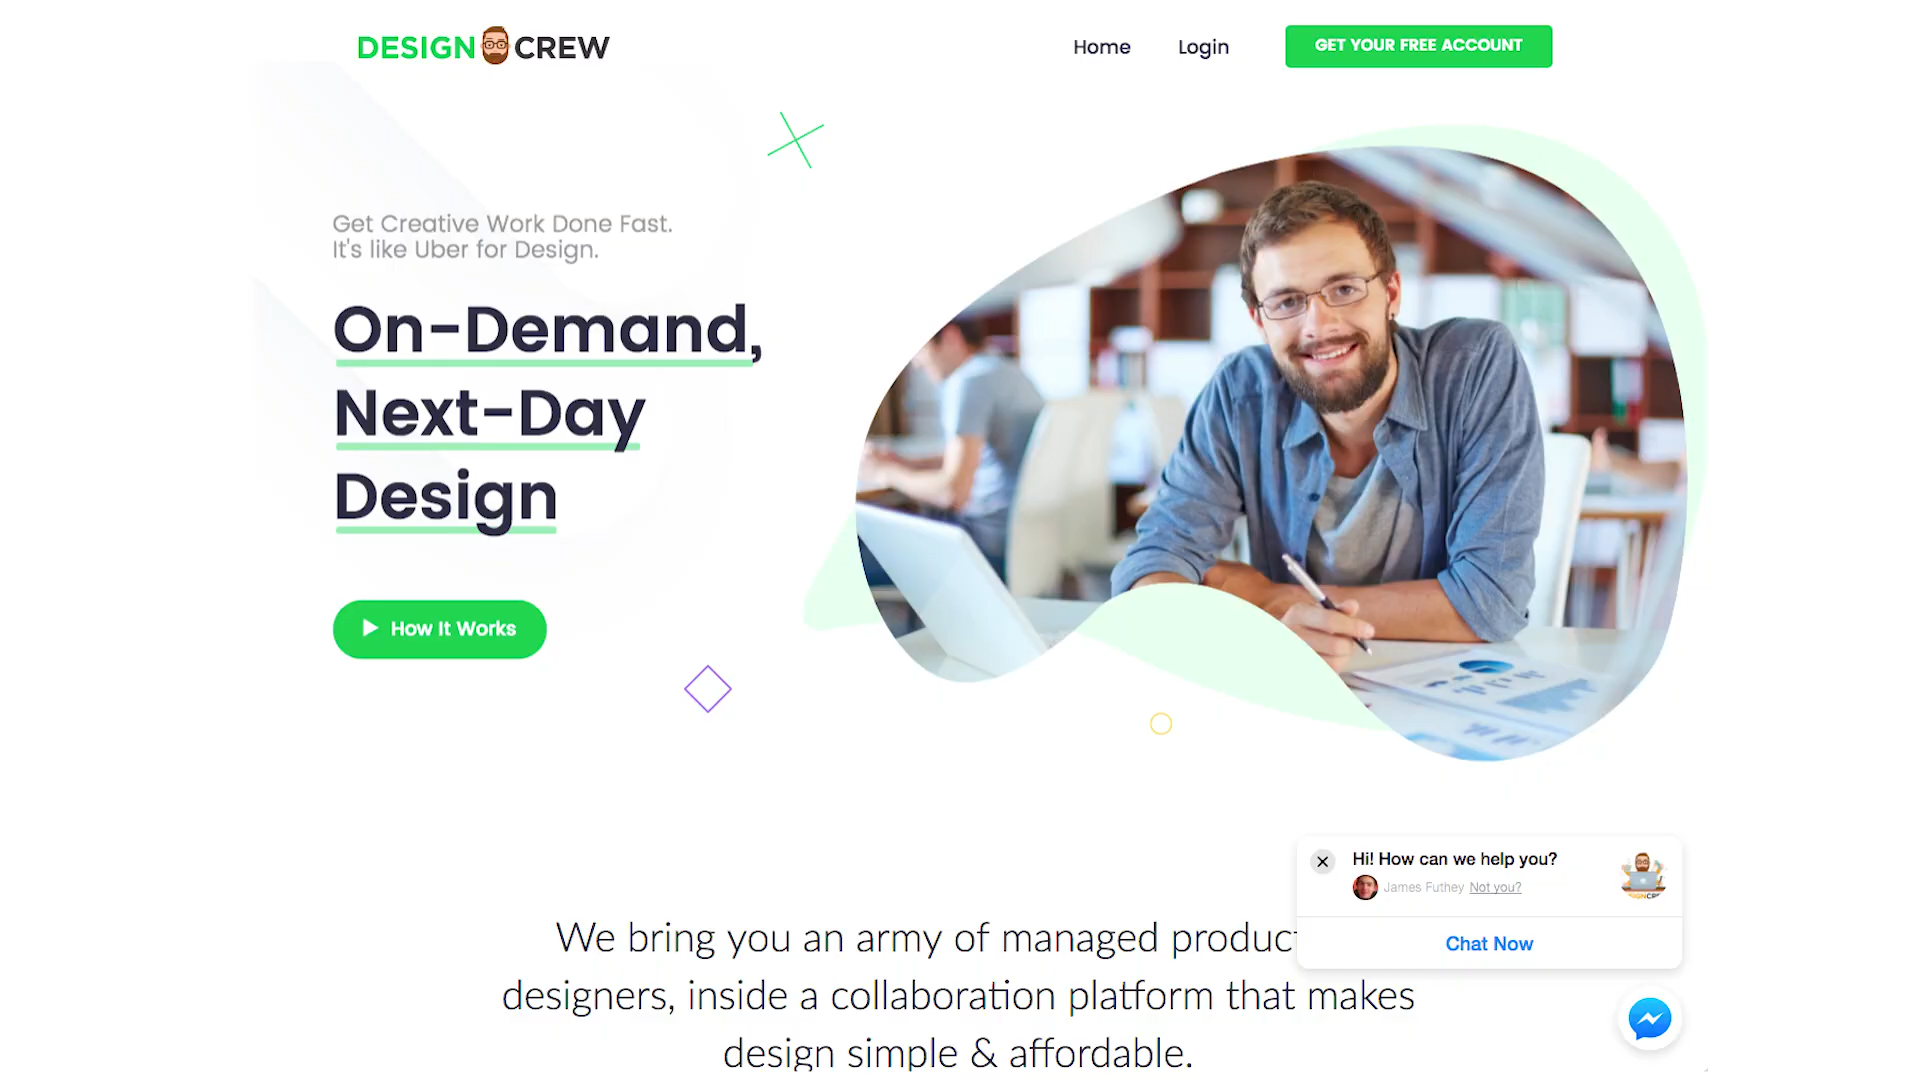 DESIGN CREW
Home Login GET YOUR FREE ACCOUNT
Get Creative Work Done Fast.
It's like Uber for Design.
On-Demand,
Next-Day
Design
How It Works
Hi! How can we help you?
James Futhey Not you?
Chat Now
We bring you an army of managed product
designers, inside a collaboration platform that makes
design simple & affordable.